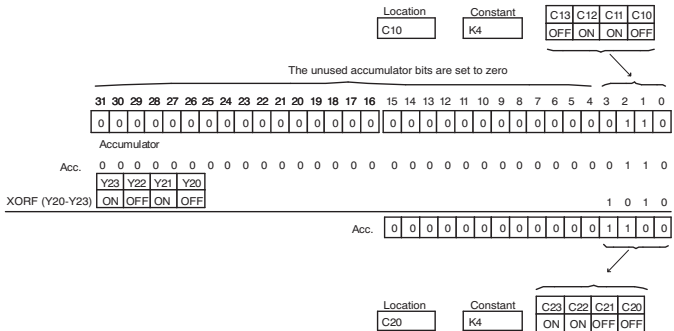 Location Constant C13 C12 C11 C10
C10 K4 OFF ON ON OFF
The unused accumulator bits are set to zero
31 30 29 28 27 26 25 24 23 22 21 20 19 18 17 16 15 14 13 12 11 10 9 8 7 6 5 4 3 2 1 0
0 0 0 0 0 0 0 0 0 0 0 0 0 0 0 0 0 0 0 0 0 0 0 0 0 0 0 0 0 1 1 0
Accumulator
Acc. 0 0 0 0 0 0 0 0 0 0 0 0 0 0 0 0 0 0 0 0 0 0 0 0 0 0 0 0 0 1 1 0
Y23 Y22 Y21 Y20
XORF (Y20-Y23) ON OFF ON OFF 1 0 1 0
Acc. 0 0 0 0 0 0 0 0 0 0 0 0 1 1 0 0
Location Constant C23 C22 C21 C20
C20 K4 ON ON OFF OFF